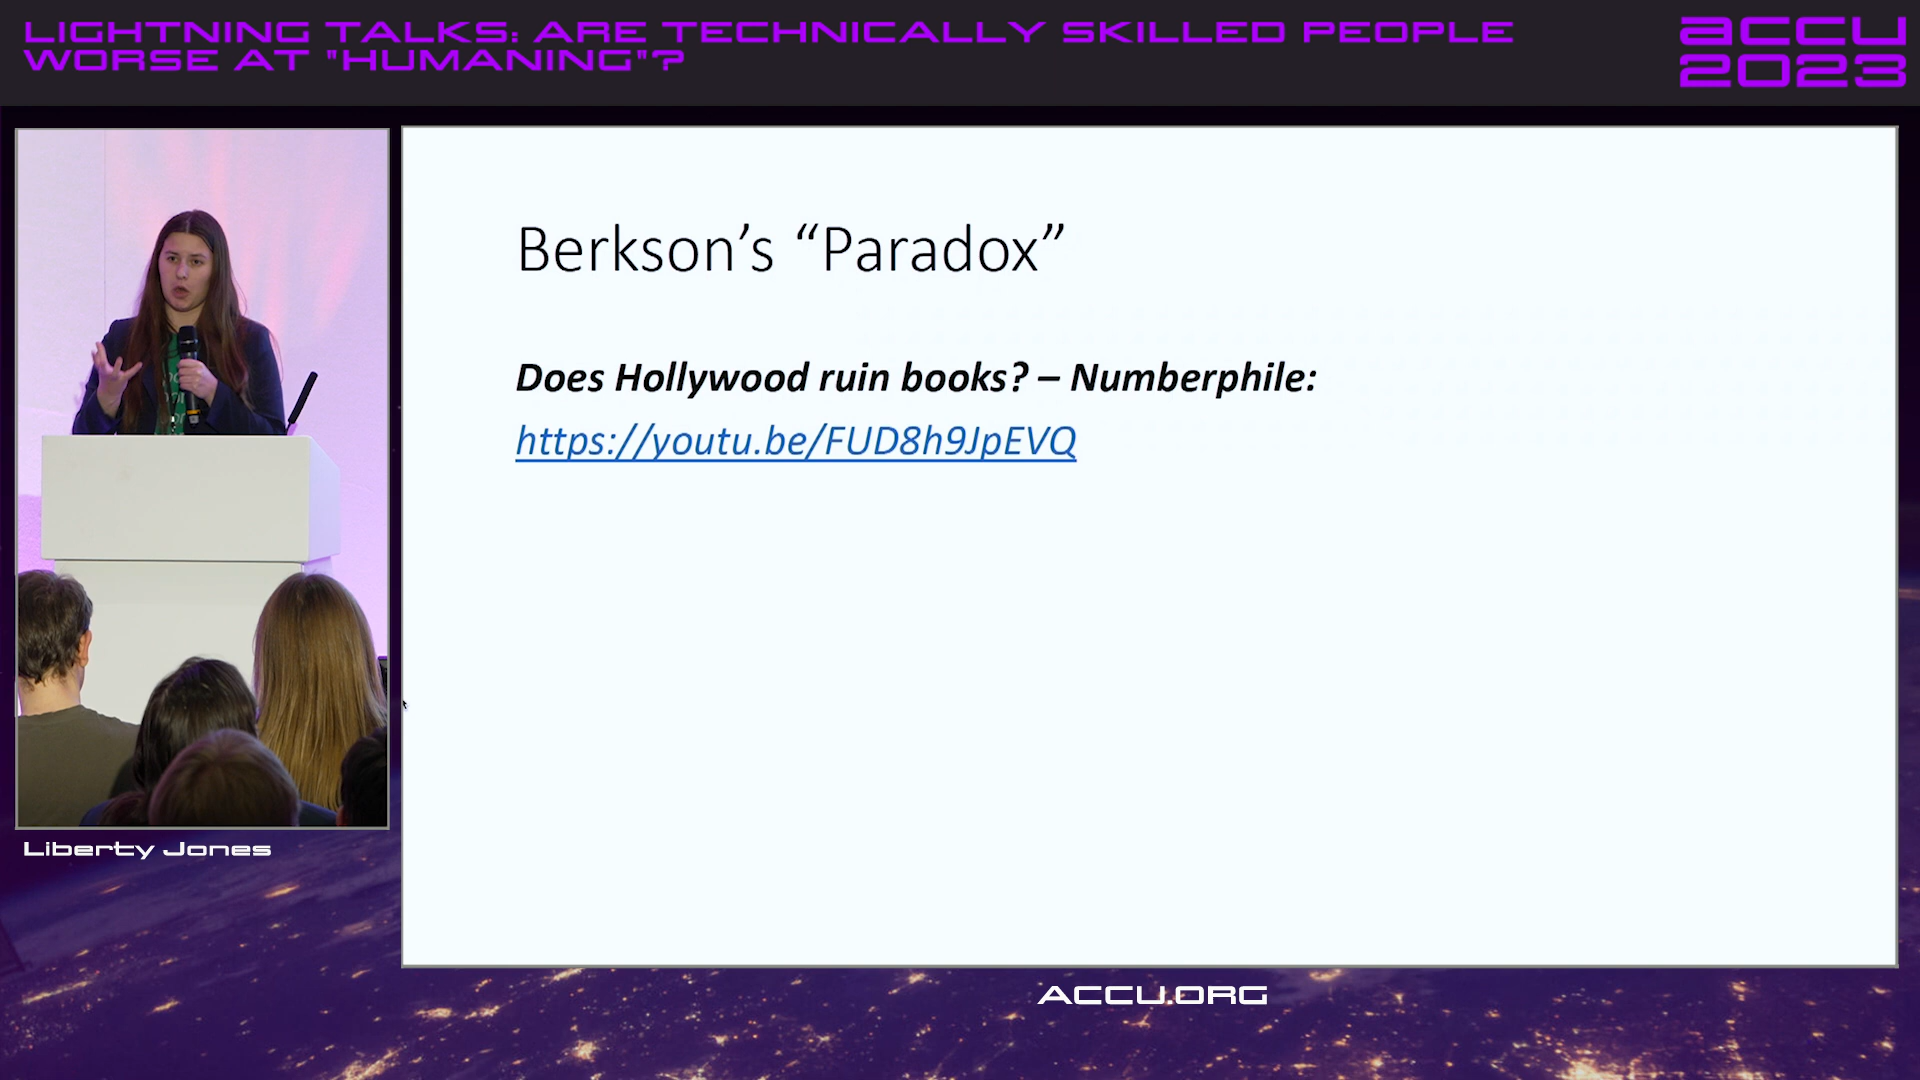 LIGHTNING TALKS: ARE TECHNICALLY SKILLED PEOPLE
WORSE AT "HUMANING"?
accu
2023
Berkson’s “Paradox”
Does Hollywood ruin books? – Numberphile:
https://youtu.be/FUD8h9JpEVQ
Liberty Jones
ACCU.ORG